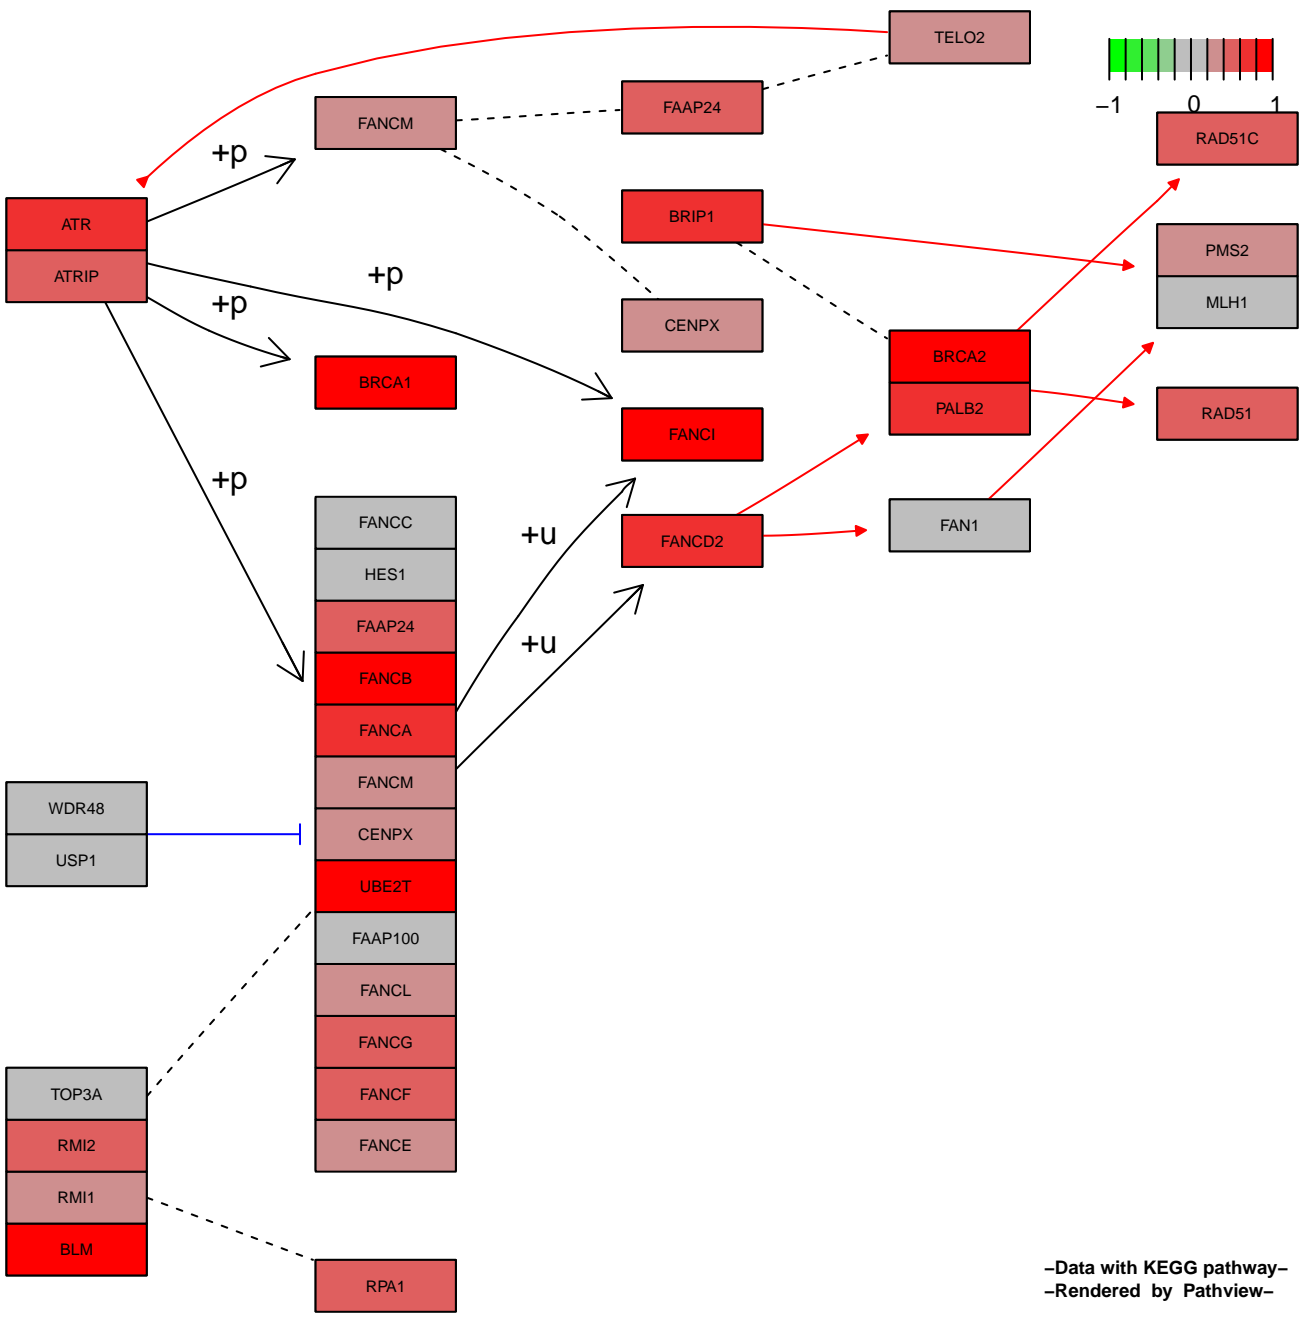 TELO2
–1 0 1
FANCM
FAAP24
RAD51C
+p
ATR
ATRIP
BRIP1
PMS2
MLH1
+p
+p
CENPX
BRCA1
BRCA2
PALB2
RAD51
FANCI
+p
FANCC
HES1
FAAP24
FANCB
FANCA
FANCM
CENPX
UBE2T
FAAP100
FANCL
FANCG
FANCF
FANCE
+u
+u
FANCD2
FAN1
WDR48
USP1
TOP3A
RMI2
RMI1
BLM
RPA1
–Data with KEGG pathway–
–Rendered by Pathview–